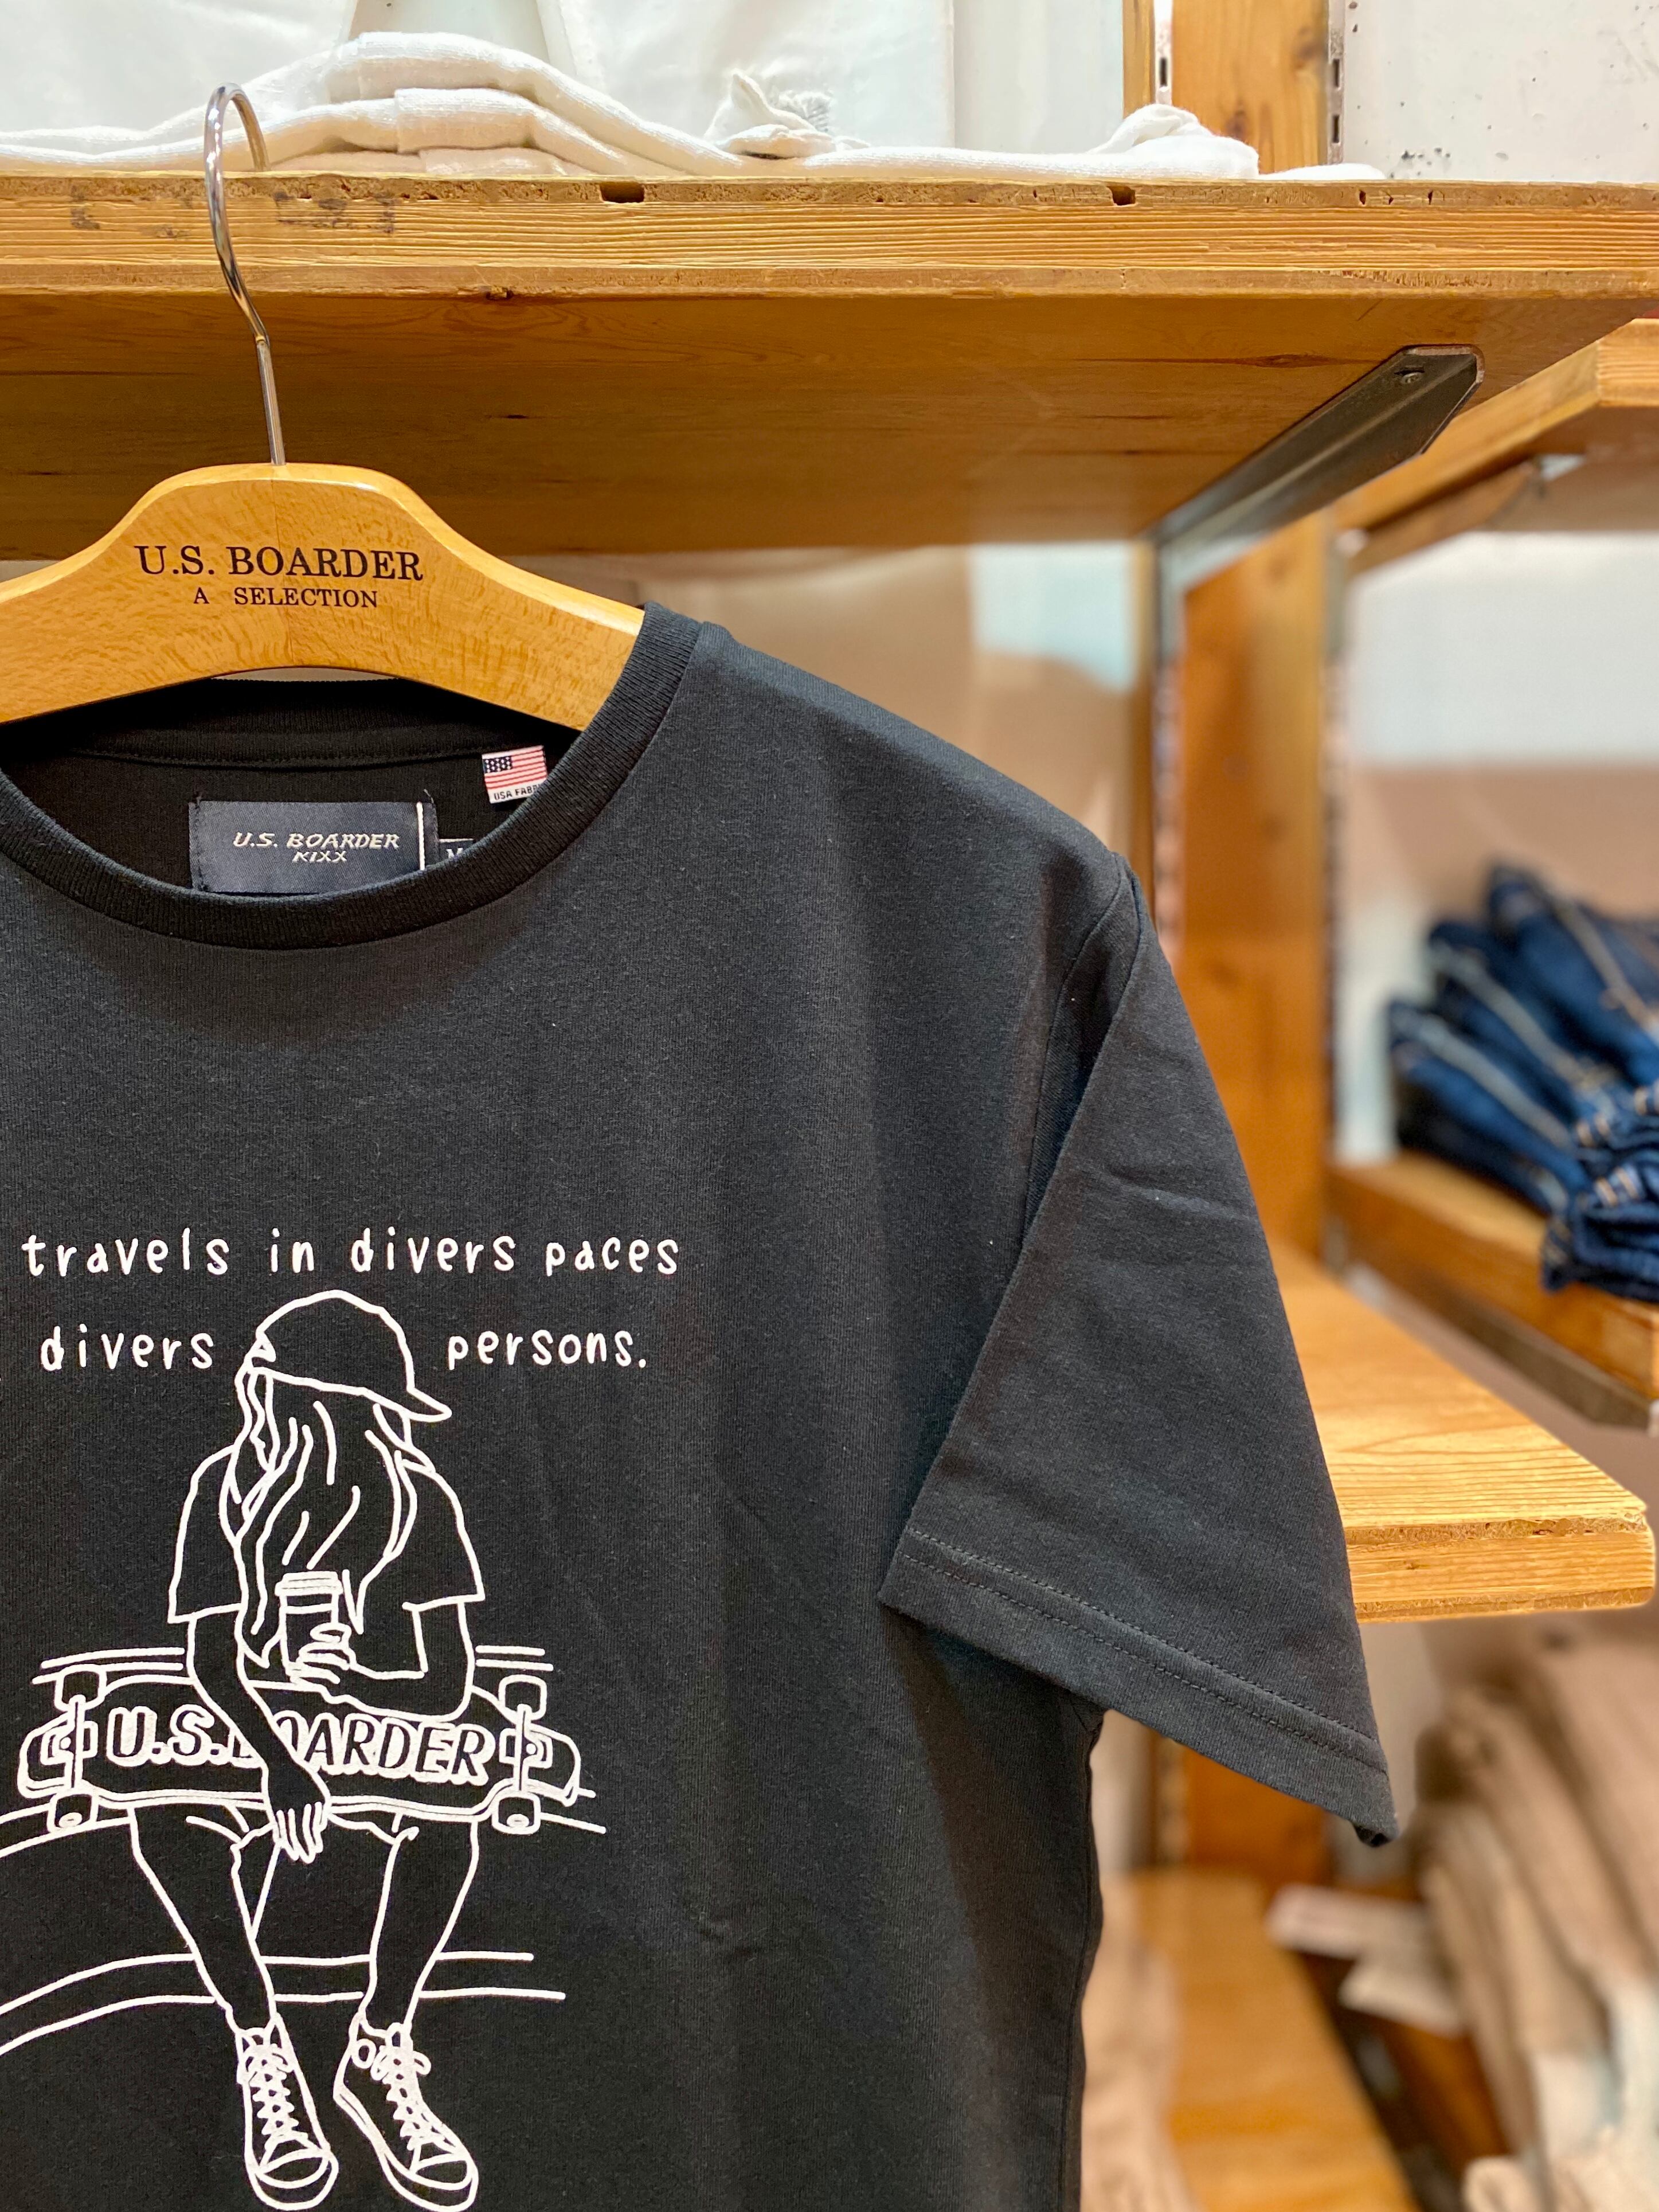 U.S. BOARDER
A SELECTION
U.S. BOARDER
KIXX
M
travels in divers paces
divers persons.
U.S.BOARDER